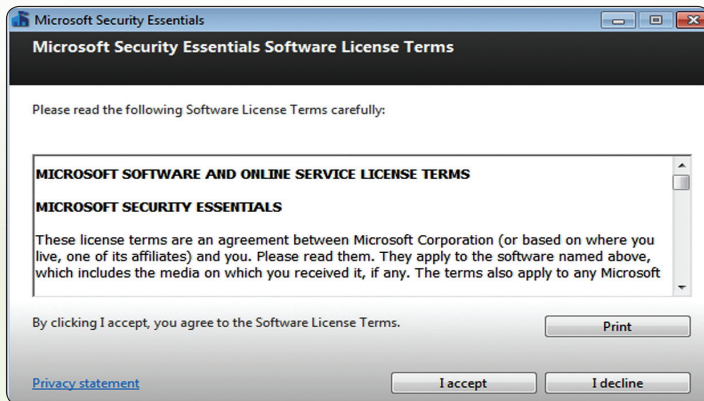 Microsoft Security Essentials
Microsoft Security Essentials Software License Terms
Please read the following Software License Terms carefully:
MICROSOFT SOFTWARE AND ONLINE SERVICE LICENSE TERMS
MICROSOFT SECURITY ESSENTIALS
These license terms are an agreement between Microsoft Corporation (or based on where you
live, one of its affiliates) and you. Please read them. They apply to the software named above,
which includes the media on which you received it, if any. The terms also apply to any Microsoft
By clicking I accept, you agree to the Software License Terms.
Print
Privacy statement
I accept
I decline